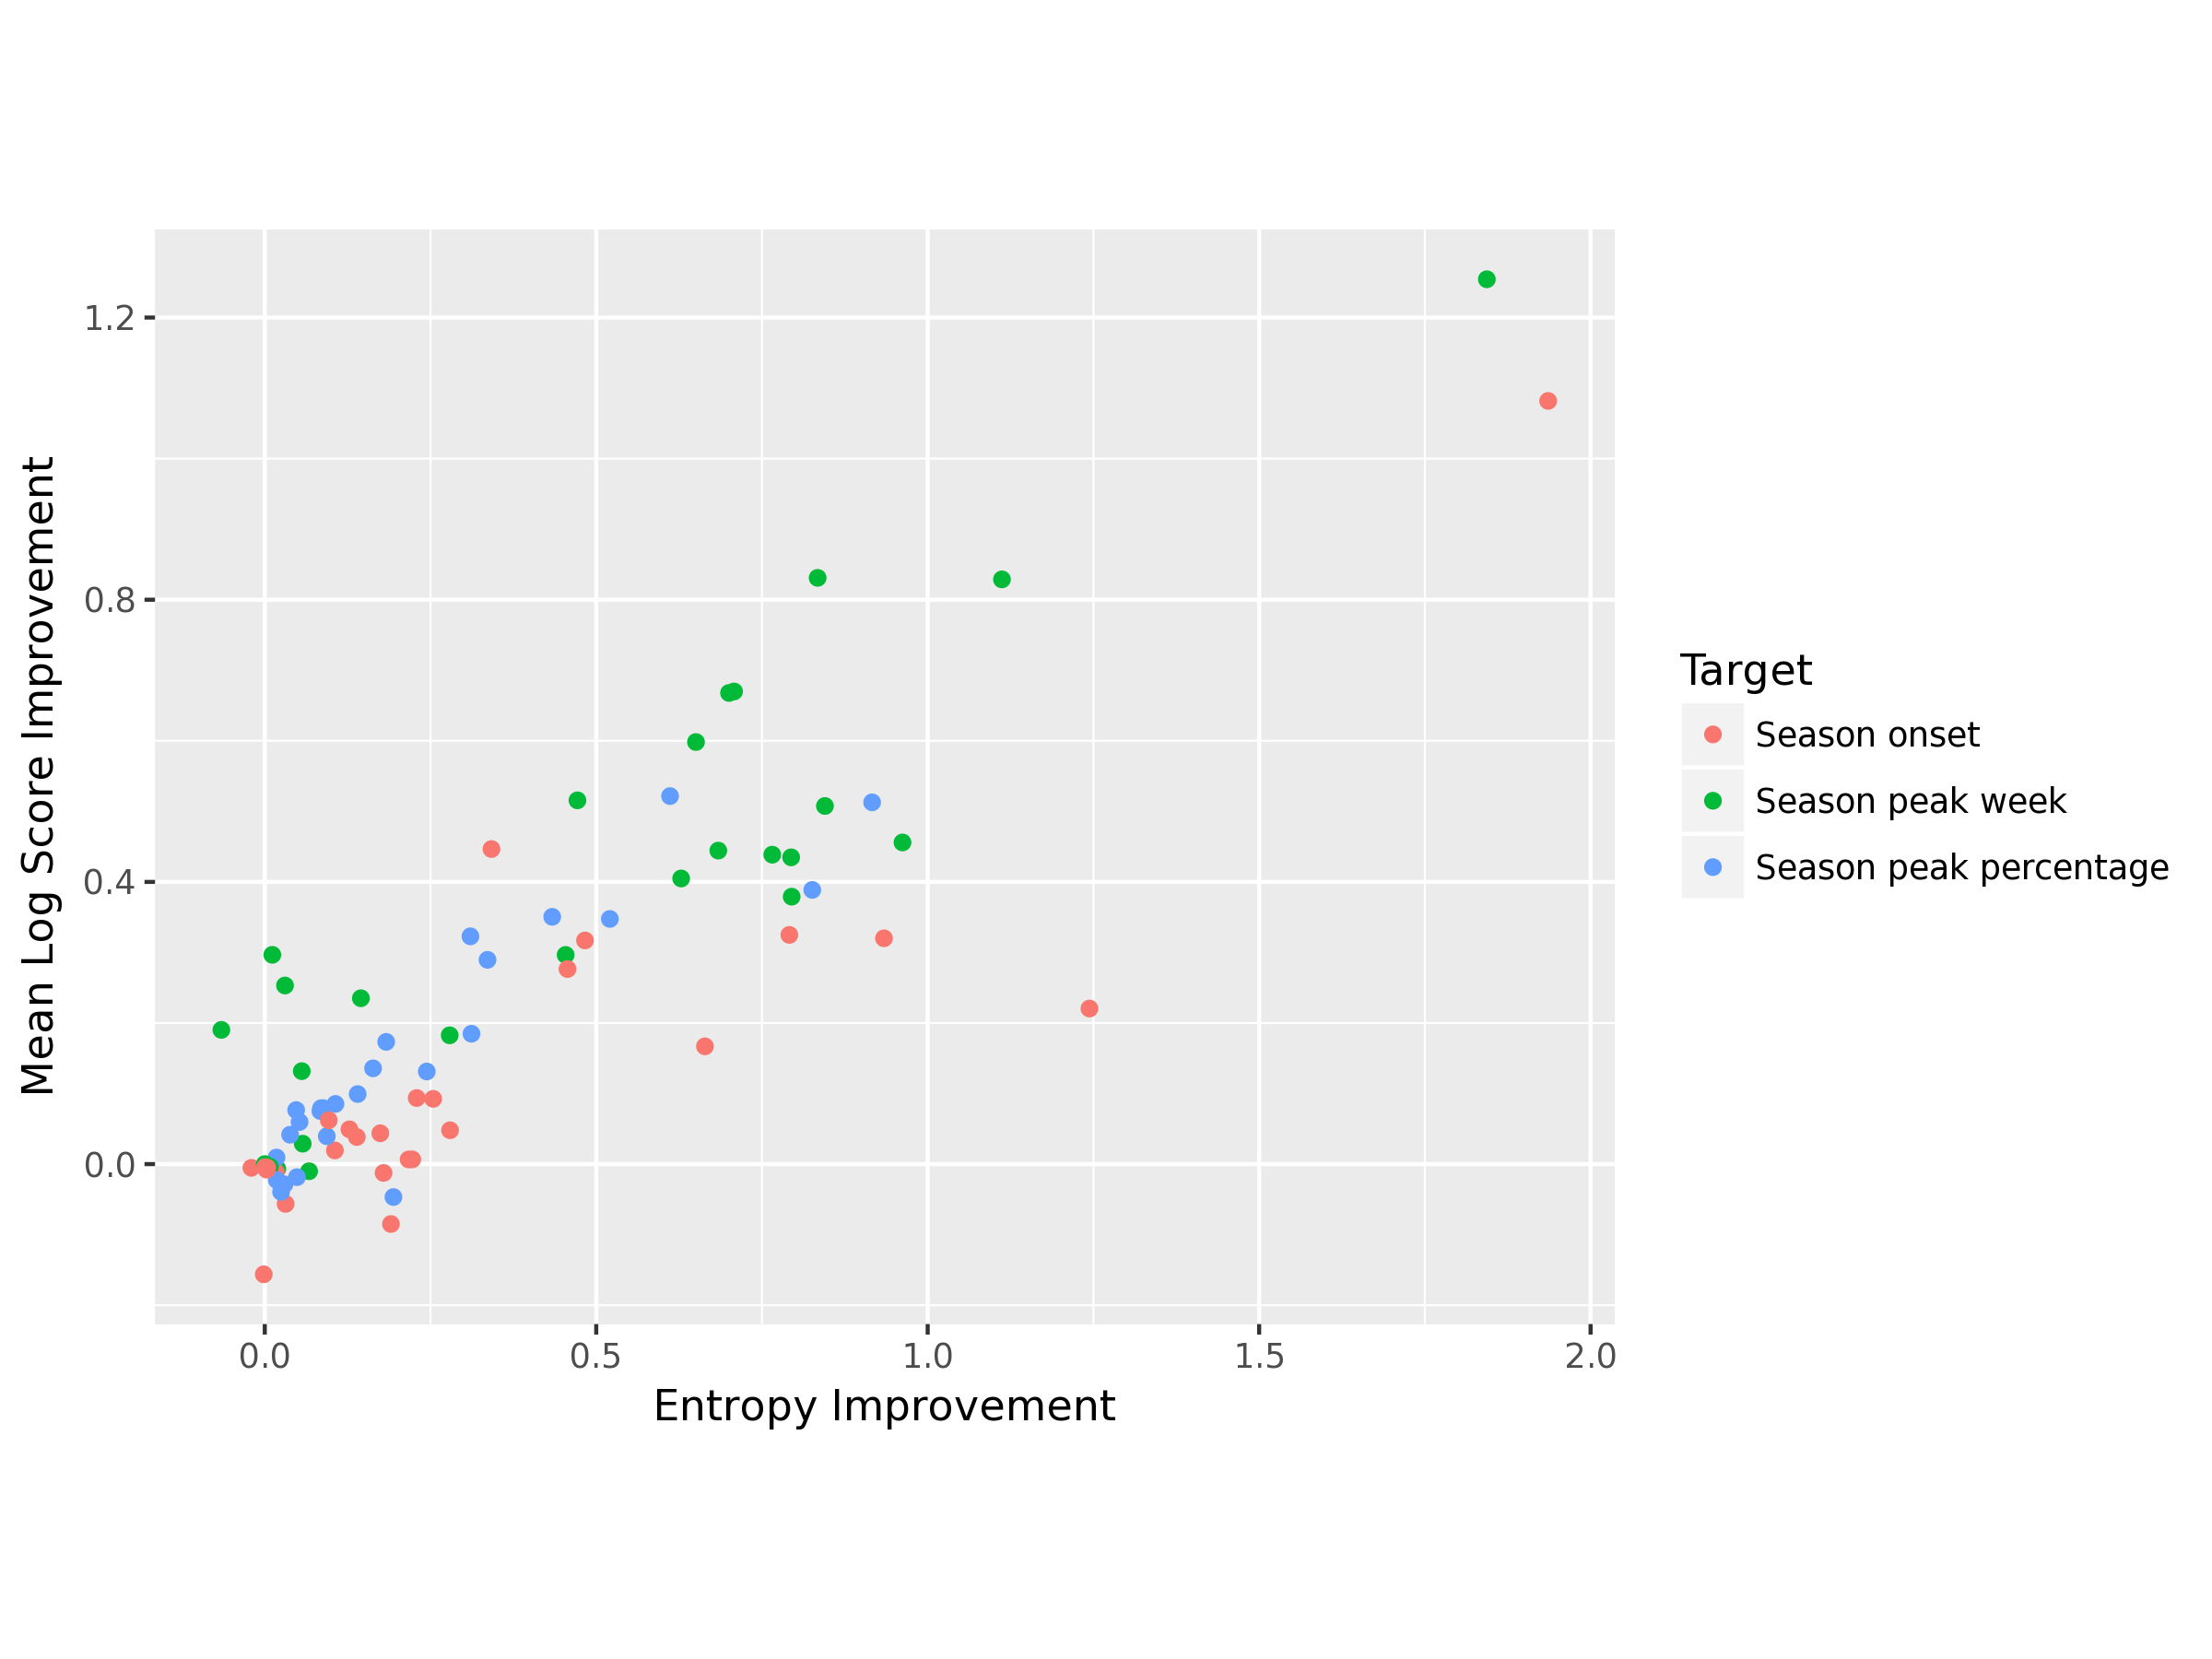 Mean Log Score Improvement
1.2
0.8
0.4
0.0
0.0 0.5 1.0 1.5 2.0
Entropy Improvement
Target
Season onset
Season peak week
Season peak percentage